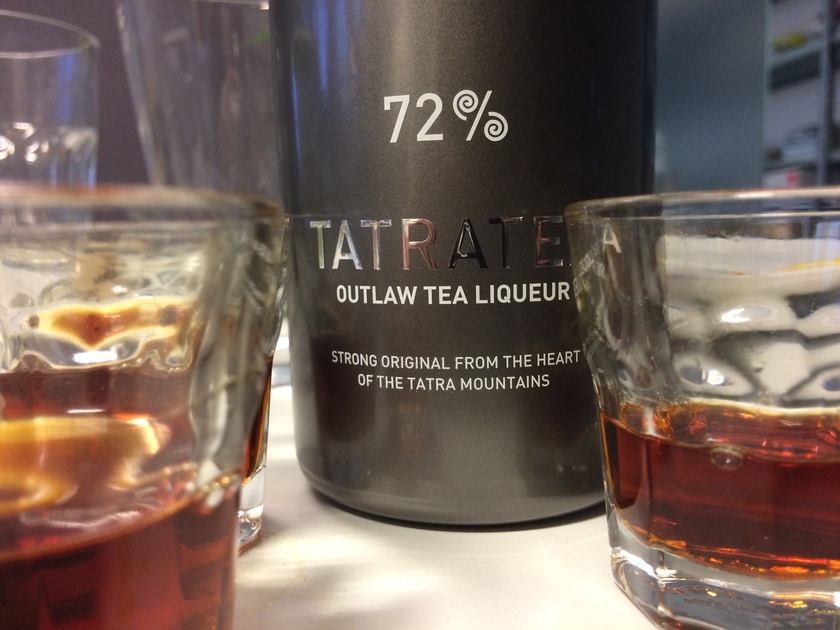 72%
TATRATEA
OUTLAW TEA LIQUEUR
STRONG ORIGINAL FROM THE HEART
OF THE TATRA MOUNTAINS